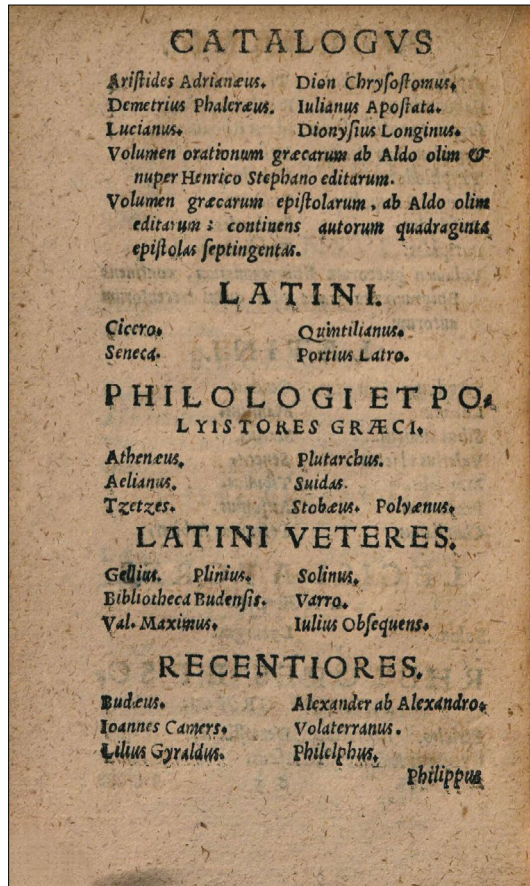 CATALOGVS
Ariſtides Adrianæus. Dion Chryſoſtomus.
Demetrius Phaleræus. Iulianus Apoſtata.
Lucianus. Dionyſius Longinus.
Volumen orationum græcarum ab Aldo olim &
nuper Henrico Stephano editarum.
Volumen græcarum epiſtolarum, ab Aldo olim
editarum : continens autorum quadraginta
epiſtolas ſeptingentas.
LATINI.
Cicero. Quintilianus.
Seneca. Portius Latro.
PHILOLOGI ET PO-
LYISTORES GRÆCI.
Athenæus. Plutarchus.
Aelianus. Suidas.
Tzetzes. Stobæus. Polyænus.
LATINI VETERES.
Gellius. Plinius. Solinus.
Bibliotheca Budenſis. Varro.
Val. Maximus. Iulius Obſequens.
RECENTIORES.
Budæus. Alexander ab Alexandro.
Ioannes Camers. Volaterranus.
Lilius Gyraldus. Philelphus.
Philippus